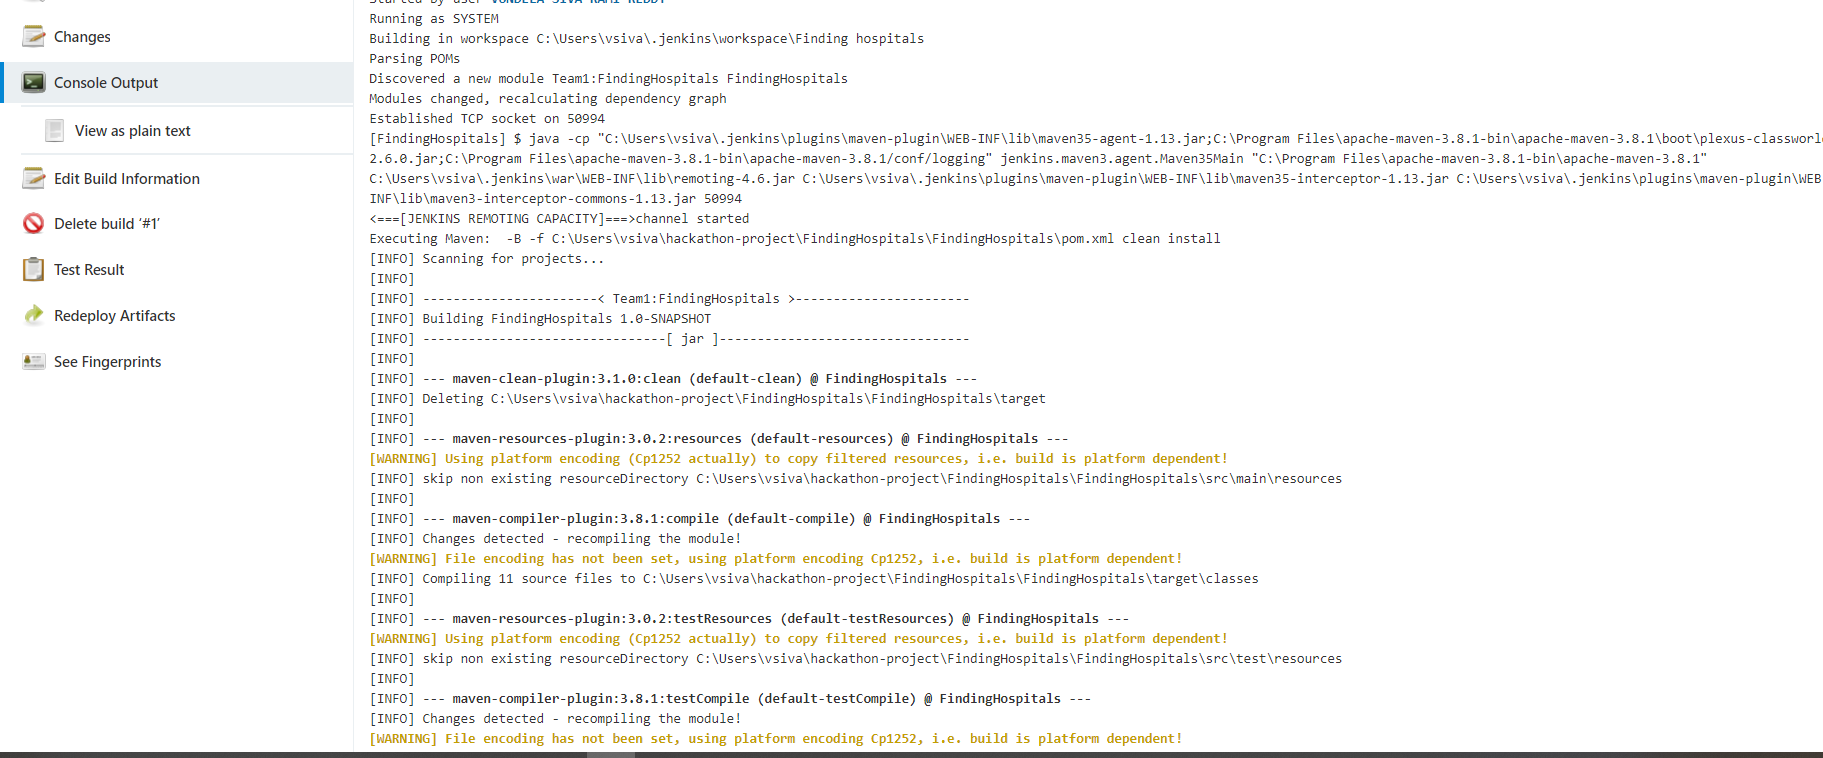 Changes
Console Output
View as plain text
Edit Build Information
Delete build ‘#1’
Test Result
Redeploy Artifacts
See Fingerprints
Started by user VONDELA SIVA RAMI REDDY
Running as SYSTEM
Building in workspace C:\Users\vsiva\.jenkins\workspace\Finding hospitals
Parsing POMs
Discovered a new module Team1:FindingHospitals FindingHospitals
Modules changed, recalculating dependency graph
Established TCP socket on 50994
[FindingHospitals] $ java -cp "C:\Users\vsiva\.jenkins\plugins\maven-plugin\WEB-INF\lib\maven35-agent-1.13.jar;C:\Program Files\apache-maven-3.8.1-bin\apache-maven-3.8.1\boot\plexus-classworl
2.6.0.jar;C:\Program Files\apache-maven-3.8.1-bin\apache-maven-3.8.1/conf/logging" jenkins.maven3.agent.Maven35Main "C:\Program Files\apache-maven-3.8.1-bin\apache-maven-3.8.1"
C:\Users\vsiva\.jenkins\war\WEB-INF\lib\remoting-4.6.jar C:\Users\vsiva\.jenkins\plugins\maven-plugin\WEB-INF\lib\maven35-interceptor-1.13.jar C:\Users\vsiva\.jenkins\plugins\maven-plugin\WEB
INF\lib\maven3-interceptor-commons-1.13.jar 50994
<===[JENKINS REMOTING CAPACITY]===>channel started
Executing Maven:  -B -f C:\Users\vsiva\hackathon-project\FindingHospitals\FindingHospitals\pom.xml clean install
[INFO] Scanning for projects...
[INFO]
[INFO] -----------------------< Team1:FindingHospitals >-----------------------
[INFO] Building FindingHospitals 1.0-SNAPSHOT
[INFO] --------------------------------[ jar ]---------------------------------
[INFO]
[INFO] --- maven-clean-plugin:3.1.0:clean (default-clean) @ FindingHospitals ---
[INFO] Deleting C:\Users\vsiva\hackathon-project\FindingHospitals\FindingHospitals\target
[INFO]
[INFO] --- maven-resources-plugin:3.0.2:resources (default-resources) @ FindingHospitals ---
[WARNING] Using platform encoding (Cp1252 actually) to copy filtered resources, i.e. build is platform dependent!
[INFO] skip non existing resourceDirectory C:\Users\vsiva\hackathon-project\FindingHospitals\FindingHospitals\src\main\resources
[INFO]
[INFO] --- maven-compiler-plugin:3.8.1:compile (default-compile) @ FindingHospitals ---
[INFO] Changes detected - recompiling the module!
[WARNING] File encoding has not been set, using platform encoding Cp1252, i.e. build is platform dependent!
[INFO] Compiling 11 source files to C:\Users\vsiva\hackathon-project\FindingHospitals\FindingHospitals\target\classes
[INFO]
[INFO] --- maven-resources-plugin:3.0.2:testResources (default-testResources) @ FindingHospitals ---
[WARNING] Using platform encoding (Cp1252 actually) to copy filtered resources, i.e. build is platform dependent!
[INFO] skip non existing resourceDirectory C:\Users\vsiva\hackathon-project\FindingHospitals\FindingHospitals\src\test\resources
[INFO]
[INFO] --- maven-compiler-plugin:3.8.1:testCompile (default-testCompile) @ FindingHospitals ---
[INFO] Changes detected - recompiling the module!
[WARNING] File encoding has not been set, using platform encoding Cp1252, i.e. build is platform dependent!